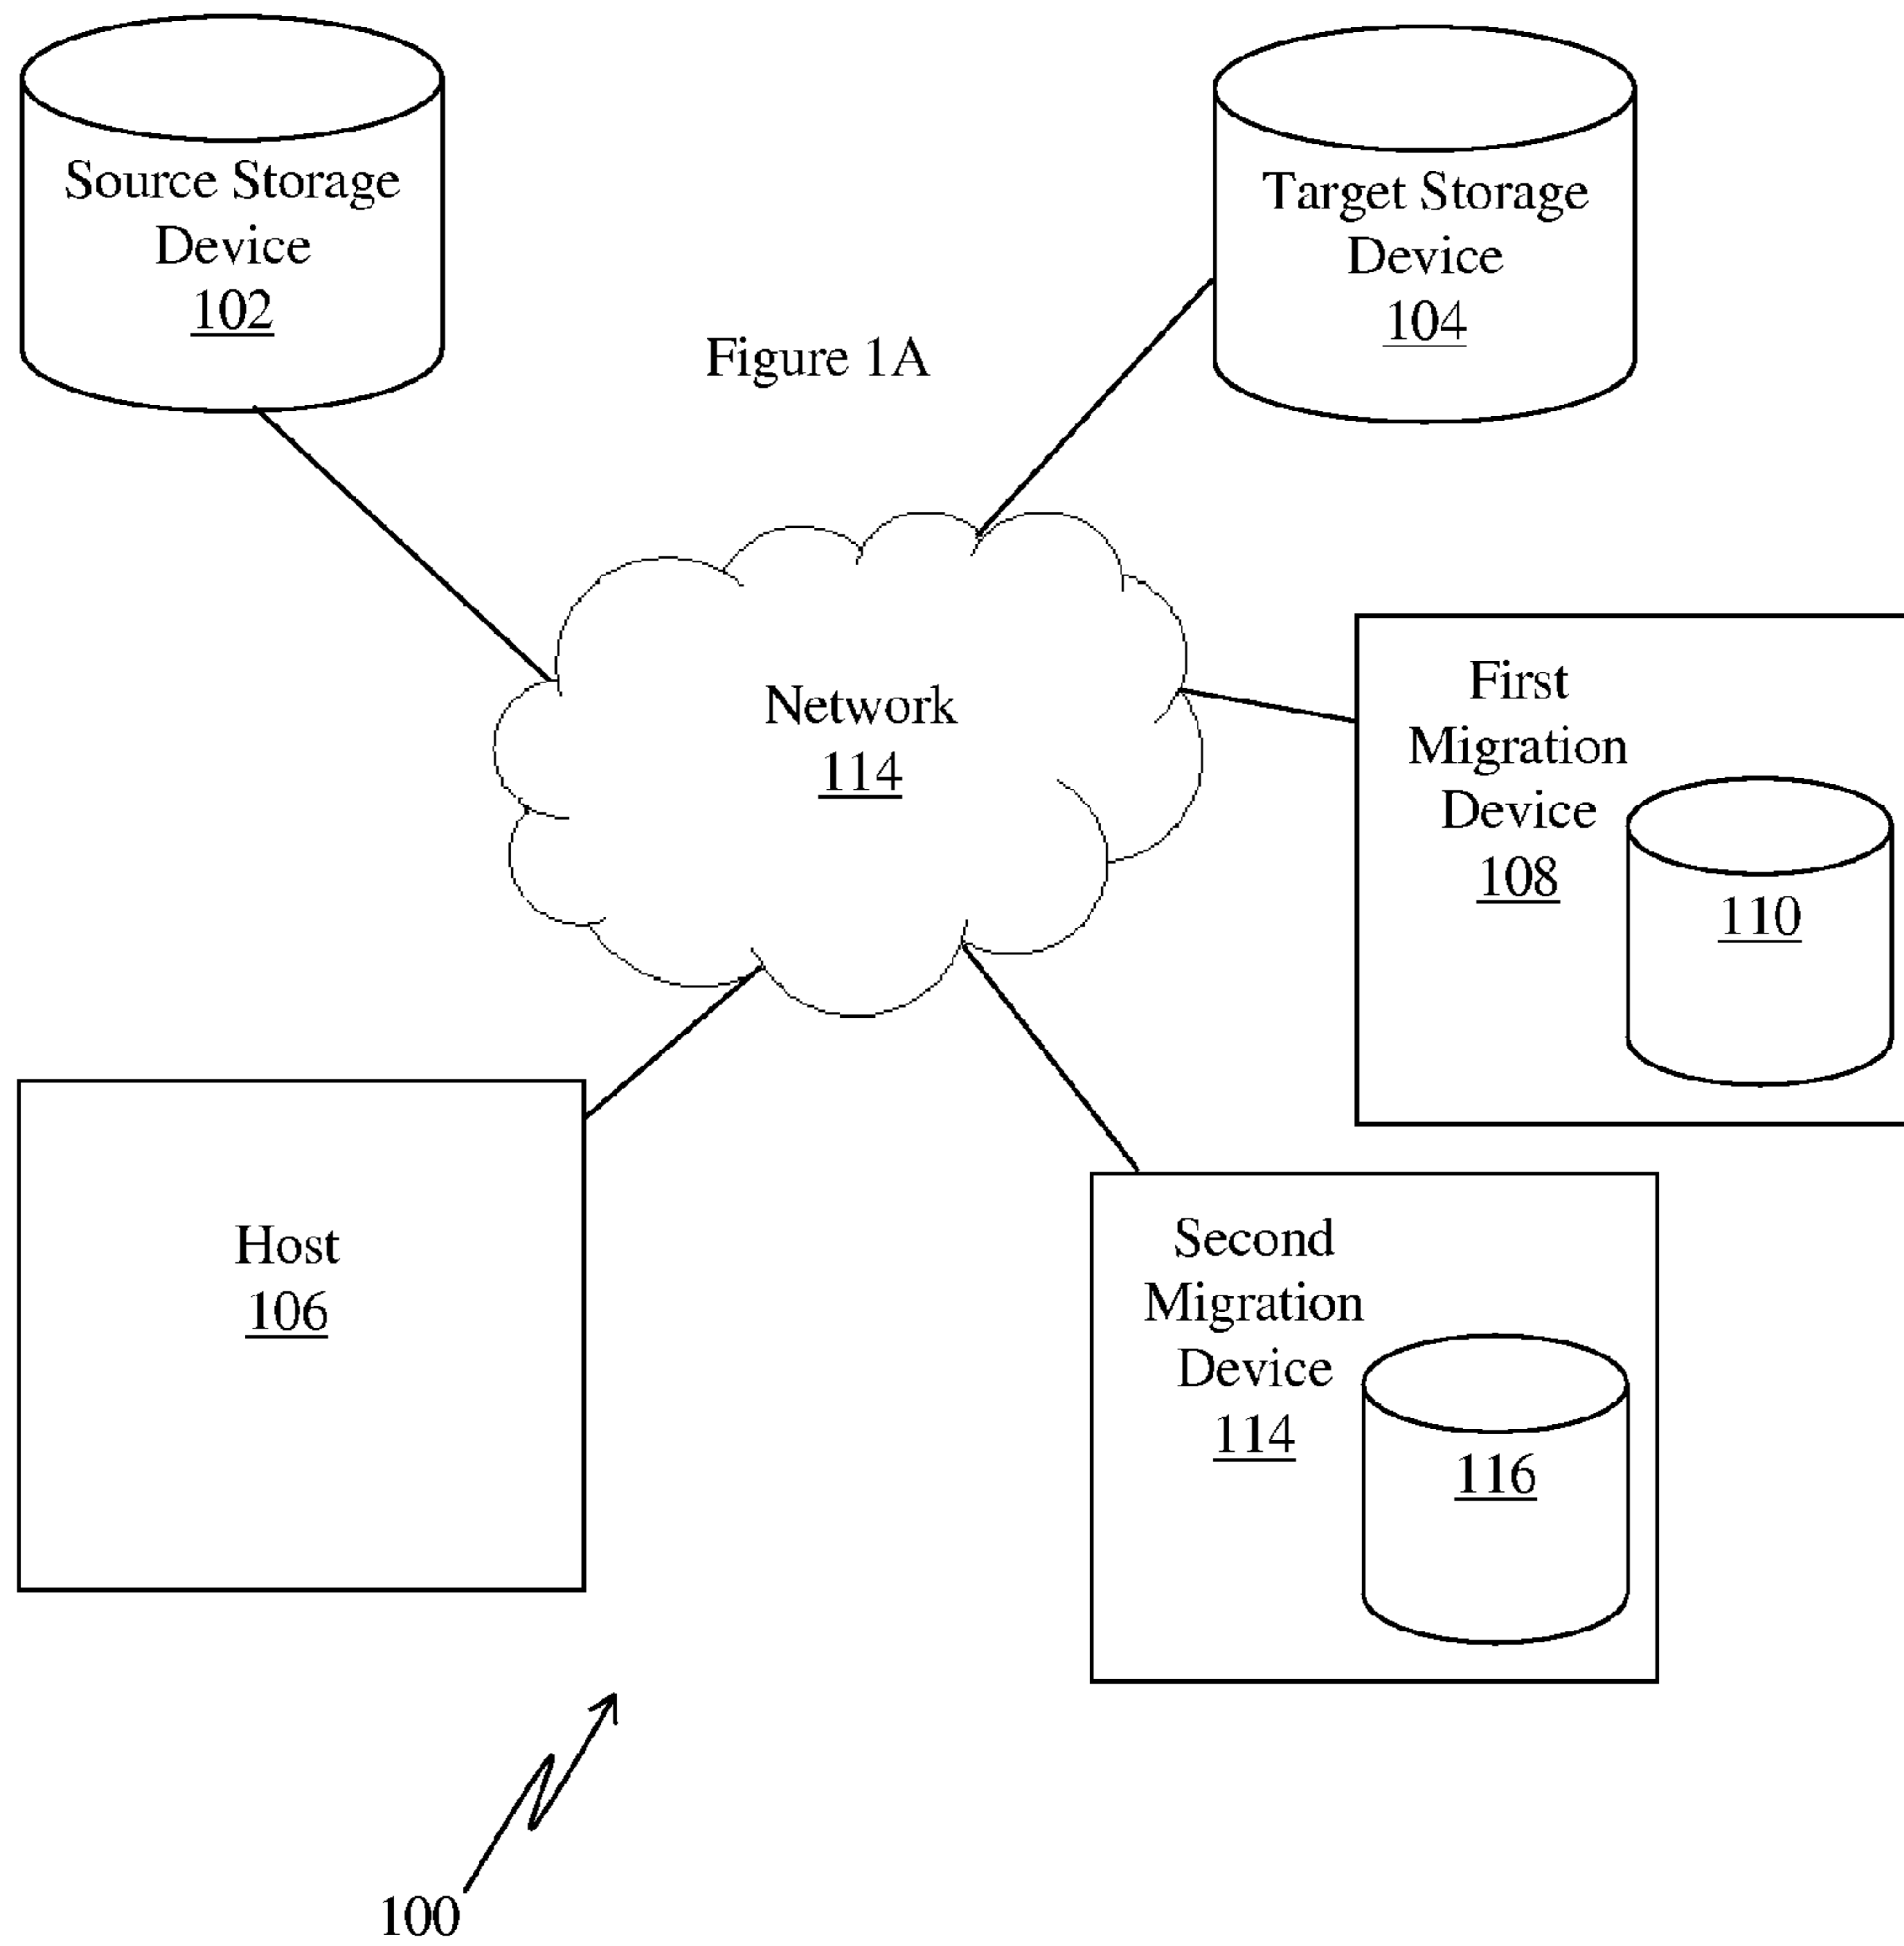 Source Storage
Device
102
Target Storage
Device
104
Figure 1A
Network
114
First
Migration
Device
108
110
Host
106
Second
Migration
Device
114
116
100